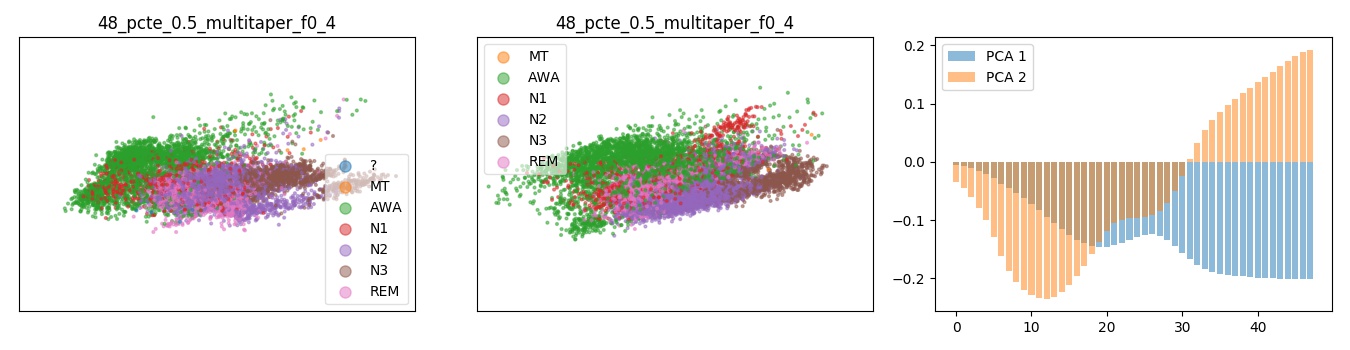 48_pcte_0.5_multitaper_f0_4
?
MT
AWA
N1
N2
N3
REM
48_pcte_0.5_multitaper_f0_4
MT
AWA
N1
N2
N3
REM
PCA 1
PCA 2
0.2
0.1
0.0
−0.1
−0.2
0
10
20
30
40